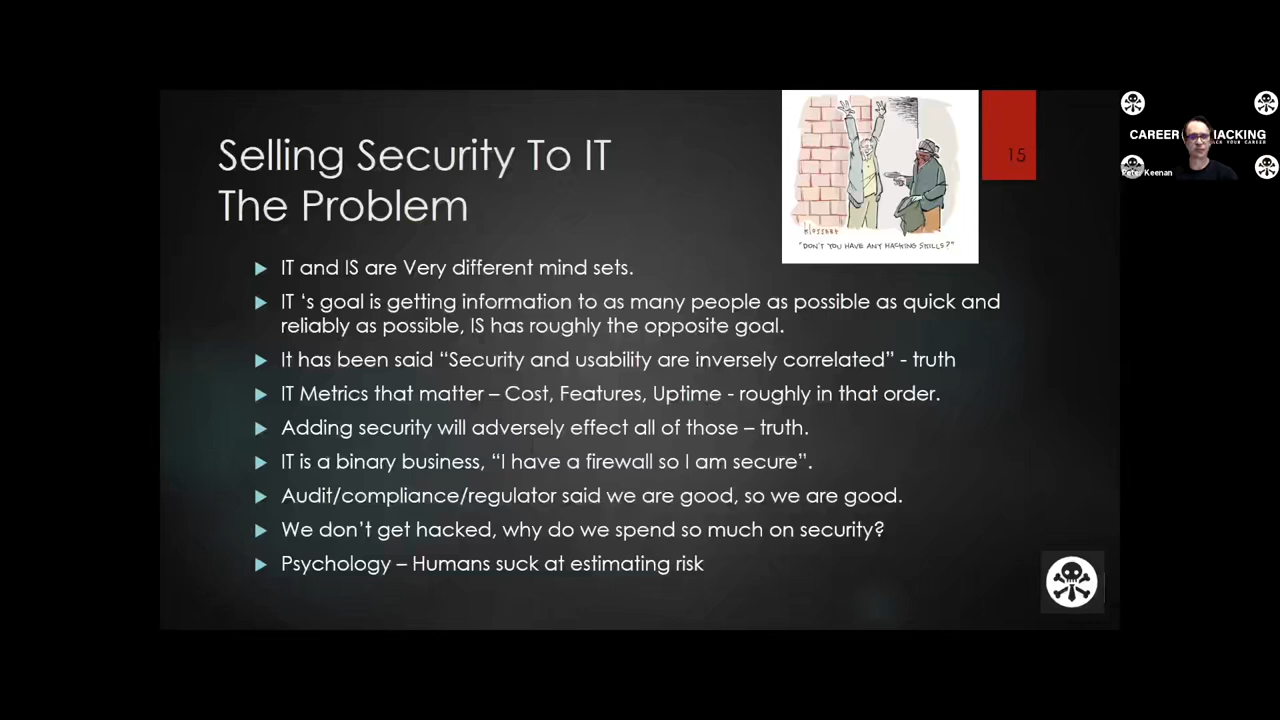 Selling Security To IT
The Problem
15
"DON'T YOU HAVE ANY HACKING SKILLS?"
IT and IS are Very different mind sets.
IT ‘s goal is getting information to as many people as possible as quick and
reliably as possible, IS has roughly the opposite goal.
It has been said “Security and usability are inversely correlated” - truth
IT Metrics that matter – Cost, Features, Uptime - roughly in that order.
Adding security will adversely effect all of those – truth.
IT is a binary business, “I have a firewall so I am secure”.
Audit/compliance/regulator said we are good, so we are good.
We don’t get hacked, why do we spend so much on security?
Psychology – Humans suck at estimating risk
CAREER HACKING
YOUR CAREER
Peter Keenan